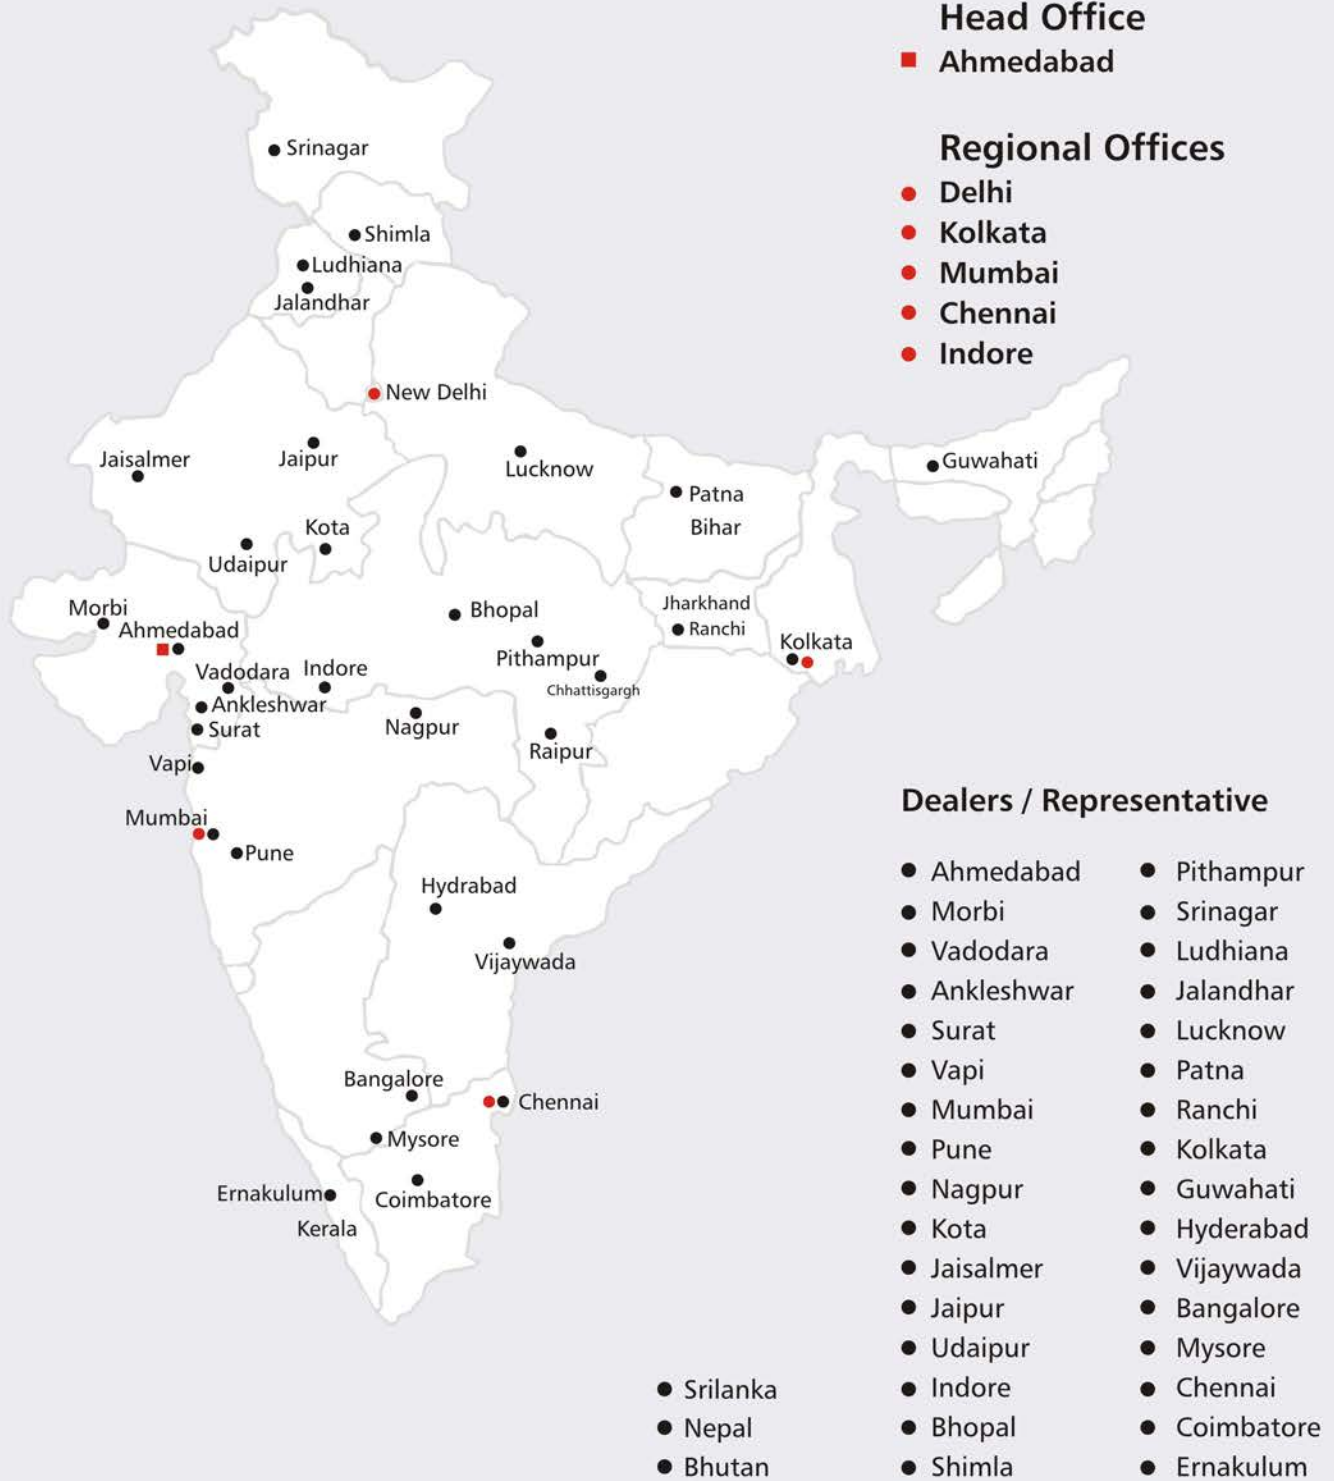 Head Office
Ahmedabad
Regional Offices
Delhi
Kolkata
Mumbai
Chennai
Indore
Srinagar
Shimla
Ludhiana
Jalandhar
New Delhi
Jaisalmer
Jaipur
Lucknow
Guwahati
Patna
Bihar
Kota
Udaipur
Morbi
Ahmedabad
Bhopal
Jharkhand
Ranchi
Kolkata
Pithampur
Vadodara
Indore
Chhattisgargh
Ankleshwar
Surat
Nagpur
Raipur
Vapi
Mumbai
Pune
Hydrabad
Vijaywada
Bangalore
Chennai
Mysore
Ernakulum
Coimbatore
Kerala
Dealers / Representative
Ahmedabad
Morbi
Vadodara
Ankleshwar
Surat
Vapi
Mumbai
Pune
Nagpur
Kota
Jaisalmer
Jaipur
Udaipur
Indore
Bhopal
Shimla
Pithampur
Srinagar
Ludhiana
Jalandhar
Lucknow
Patna
Ranchi
Kolkata
Guwahati
Hyderabad
Vijaywada
Bangalore
Mysore
Chennai
Coimbatore
Ernakulum
Srilanka
Nepal
Bhutan